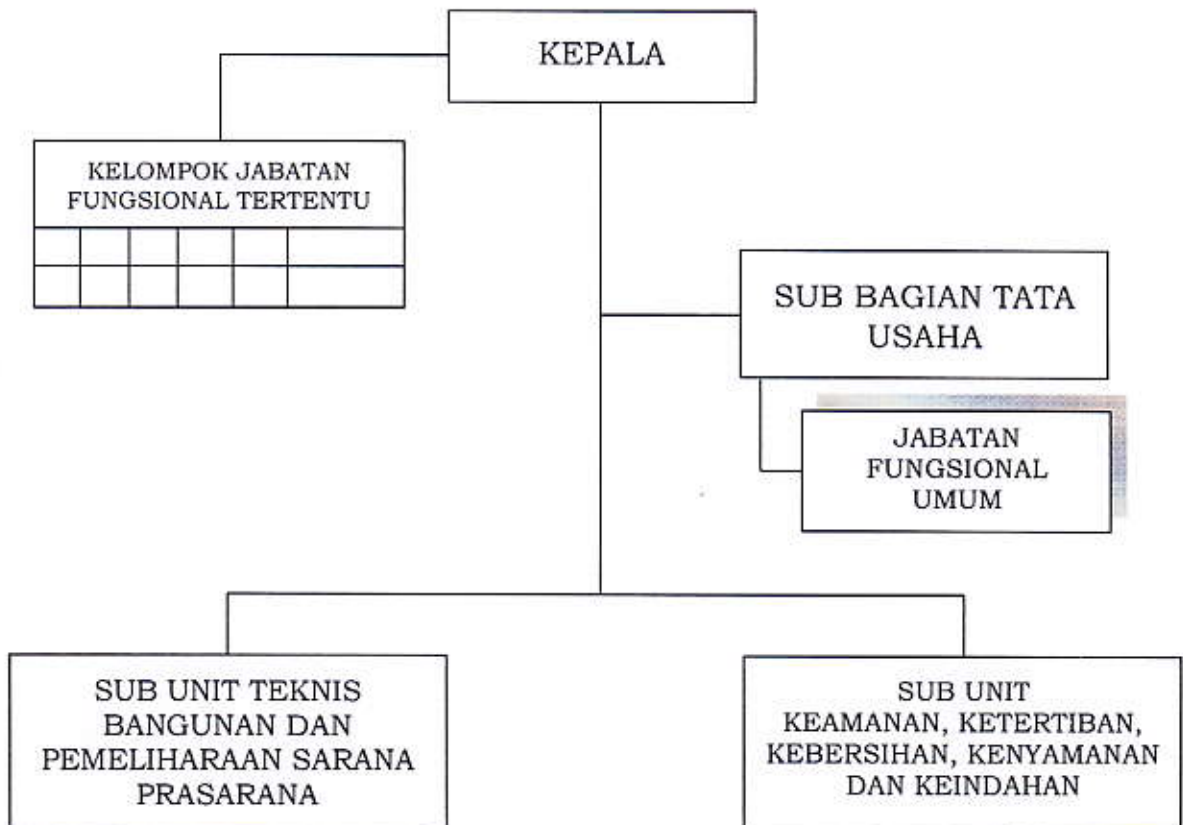 KEPALA
KELOMPOK JABATAN
FUNGSIONAL TERTENTU
SUB BAGIAN TATA
USAHA
JABATAN
FUNGSIONAL
UMUM
SUB UNIT TEKNIS
BANGUNAN DAN
PEMELIHARAAN SARANA
PRASARANA
SUB UNIT
KEAMANAN, KETERTIBAN,
KEBERSIHAN, KENYAMANAN
DAN KEINDAHAN